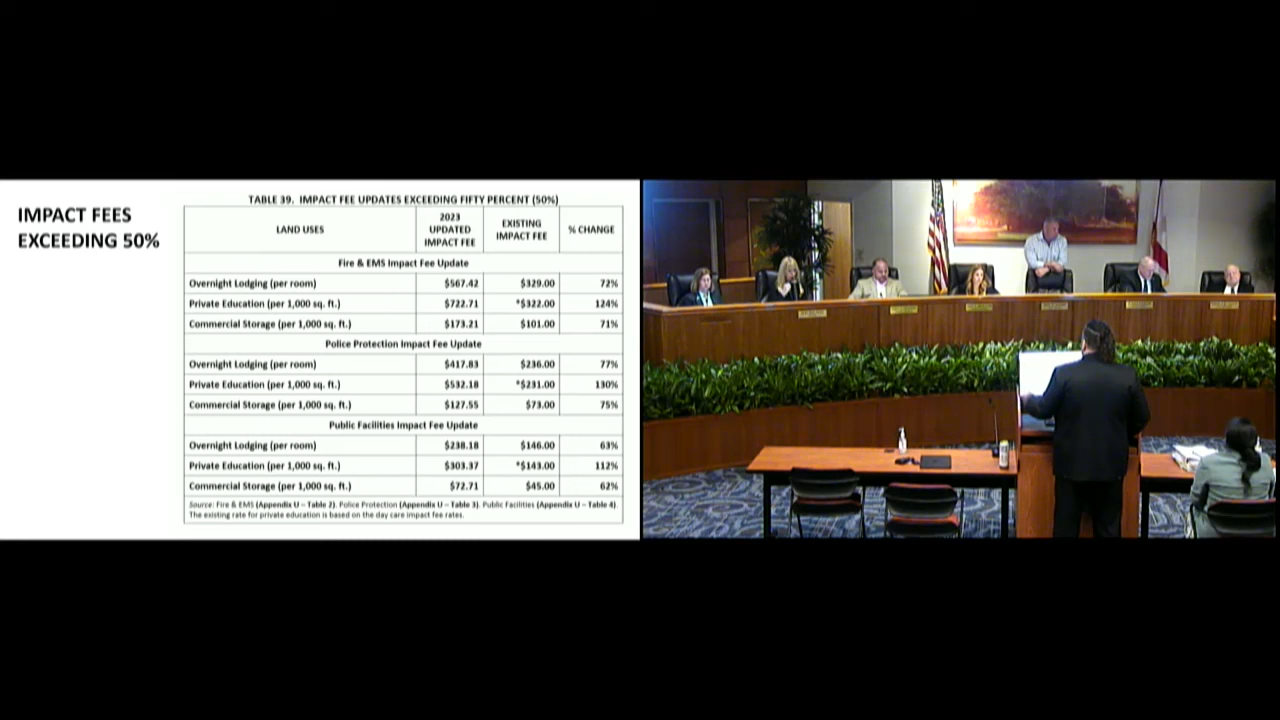 IMPACT FEES
EXCEEDING 50%
TABLE 39. IMPACT FEE UPDATES EXCEEDING FIFTY PERCENT (50%)
LAND USES 2023 UPDATED IMPACT FEE EXISTING IMPACT FEE % CHANGE
Fire & EMS Impact Fee Update
Overnight Lodging (per room) $567.42 $329.00 72%
Private Education (per 1,000 sq. ft.) $722.71 *$322.00 124%
Commercial Storage (per 1,000 sq. ft.) $173.21 $101.00 71%
Police Protection Impact Fee Update
Overnight Lodging (per room) $417.83 $236.00 77%
Private Education (per 1,000 sq. ft.) $532.18 *$231.00 130%
Commercial Storage (per 1,000 sq. ft.) $127.55 $73.00 75%
Public Facilities Impact Fee Update
Overnight Lodging (per room) $238.18 $146.00 63%
Private Education (per 1,000 sq. ft.) $303.37 *$143.00 112%
Commercial Storage (per 1,000 sq. ft.) $72.71 $45.00 62%
Source: Fire & EMS (Appendix U – Table 2). Police Protection (Appendix U – Table 3). Public Facilities (Appendix U – Table 4).
The existing rate for private education is based on the day care impact fee rates.